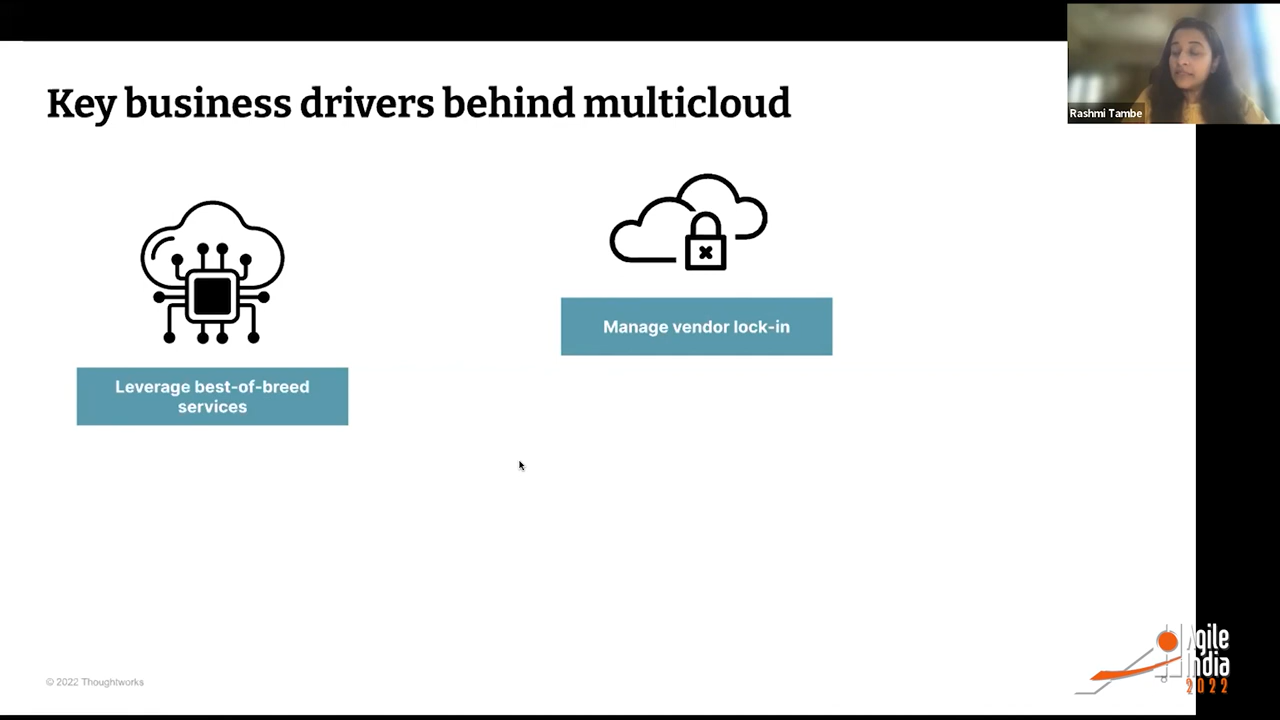 Key business drivers behind multicloud
Rashmi Tambe
Manage vendor lock-in
Leverage best-of-breed
services
© 2022 Thoughtworks
Agile
India
2022